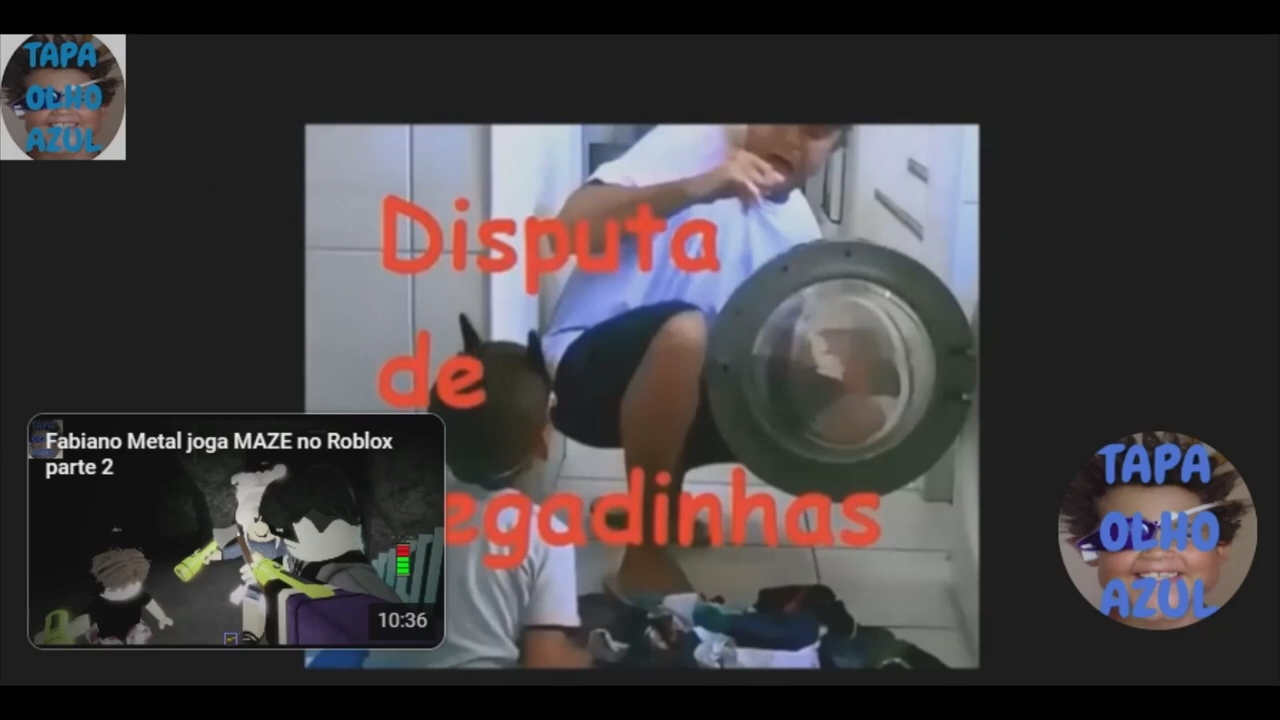 TAPA
OLHO
AZUL
Disputa
de
egadinhas
Fabiano Metal joga MAZE no Roblox
parte 2
10:36
TAPA
OLHO
AZUL